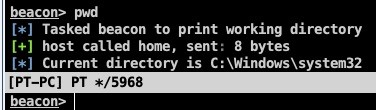 beacon> pwd
[*] Tasked beacon to print working directory
[+] host called home, sent: 8 bytes
[*] Current directory is C:\Windows\system32
[PT-PC] PT */5968
beacon>